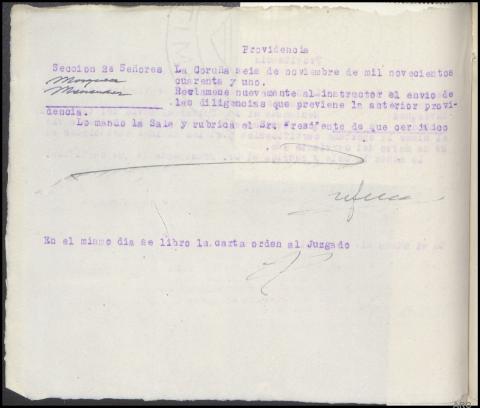 Providencia
Seccion 2ª Señores La Coruña seis de noviembre de mil novecientos
cuarenta y uno.
Reclamese nuevamente al instructor el envio de
las diligencias que previene la anterior provi-
dencia.
Lo mando la Sala y rubrica el Sr. Presidente de que certifico
En el mismo dia se libro la carta orden al Juzgado